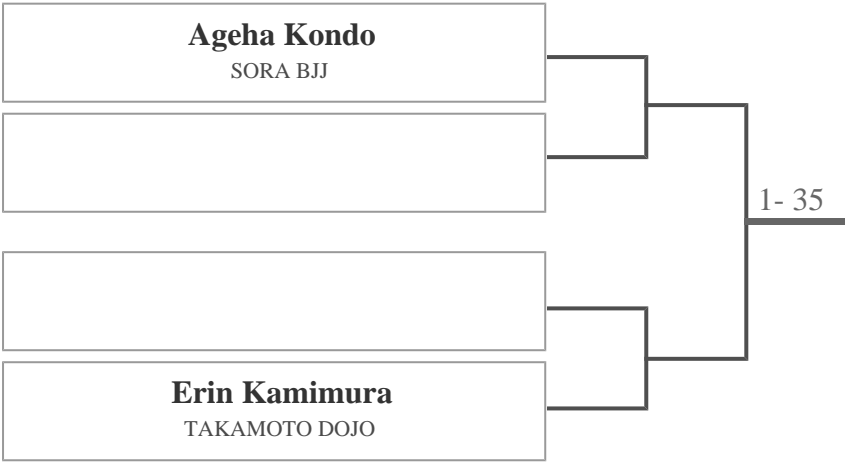 Ageha Kondo
SORA BJJ
1- 35
Erin Kamimura
TAKAMOTO DOJO